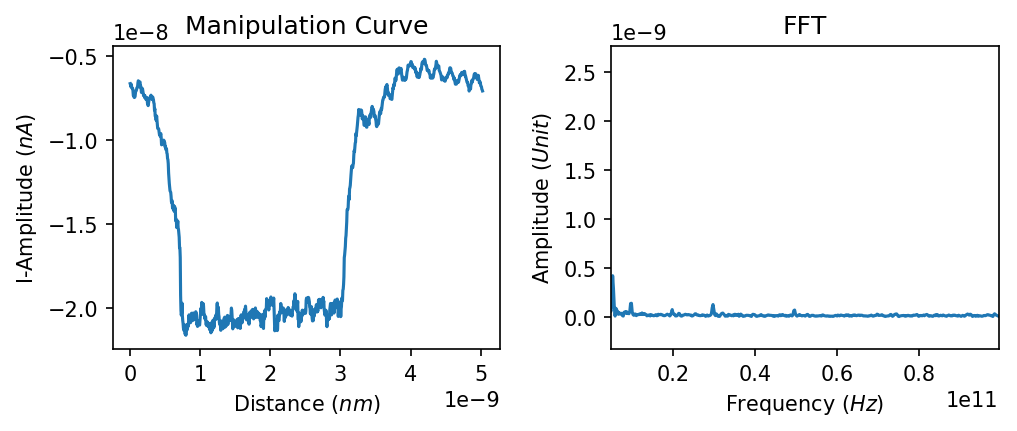 Manipulation Curve
1e−8
−0.5
−1.0
−1.5
−2.0
I-Amplitude (nA)
0 1 2 3 4 5
1e−9
Distance (nm)
FFT
1e−9
2.5
2.0
1.5
1.0
0.5
0.0
Amplitude (Unit)
0.2 0.4 0.6 0.8
1e11
Frequency (Hz)